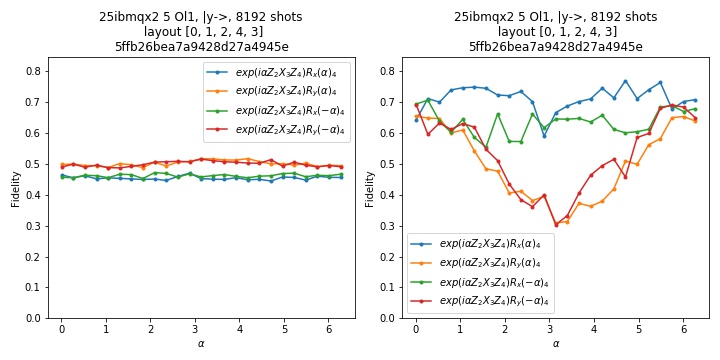 25ibmqx2 5 Ol1, |y->, 8192 shots
layout [0, 1, 2, 4, 3]
5ffb26bea7a9428d27a4945e
Fidelity
0.8
0.7
0.6
0.5
0.4
0.3
0.2
0.1
0.0
exp(iαZ₂X₃Z₄)Rₓ(α)₄
exp(iαZ₂X₃Z₄)Rᵧ(α)₄
exp(iαZ₂X₃Z₄)Rₓ(−α)₄
exp(iαZ₂X₃Z₄)Rᵧ(−α)₄
0 1 2 3 4 5 6
α
25ibmqx2 5 Ol1, |y->, 8192 shots
layout [0, 1, 2, 4, 3]
5ffb26bea7a9428d27a4945e
Fidelity
0.8
0.7
0.6
0.5
0.4
0.3
0.2
0.1
0.0
exp(iαZ₂X₃Z₄)Rₓ(α)₄
exp(iαZ₂X₃Z₄)Rᵧ(α)₄
exp(iαZ₂X₃Z₄)Rₓ(−α)₄
exp(iαZ₂X₃Z₄)Rᵧ(−α)₄
0 1 2 3 4 5 6
α